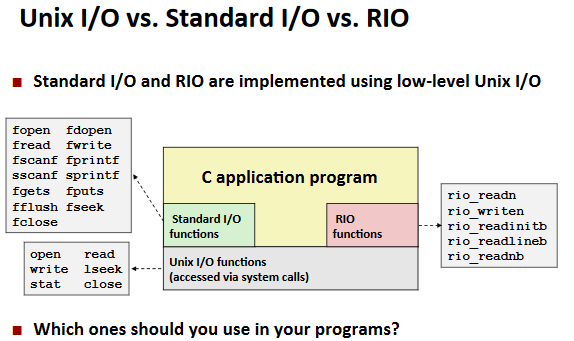 Unix I/O vs. Standard I/O vs. RIO
Standard I/O and RIO are implemented using low-level Unix I/O
fopen fdopen
fread fwrite
fscanf fprintf
sscanf sprintf
fgets fputs
fflush fseek
fclose
C application program
Standard I/O
functions
RIO
functions
rio_readn
rio_writen
rio_readinitb
rio_readlineb
rio_readnb
open read
write lseek
stat close
Unix I/O functions
(accessed via system calls)
Which ones should you use in your programs?